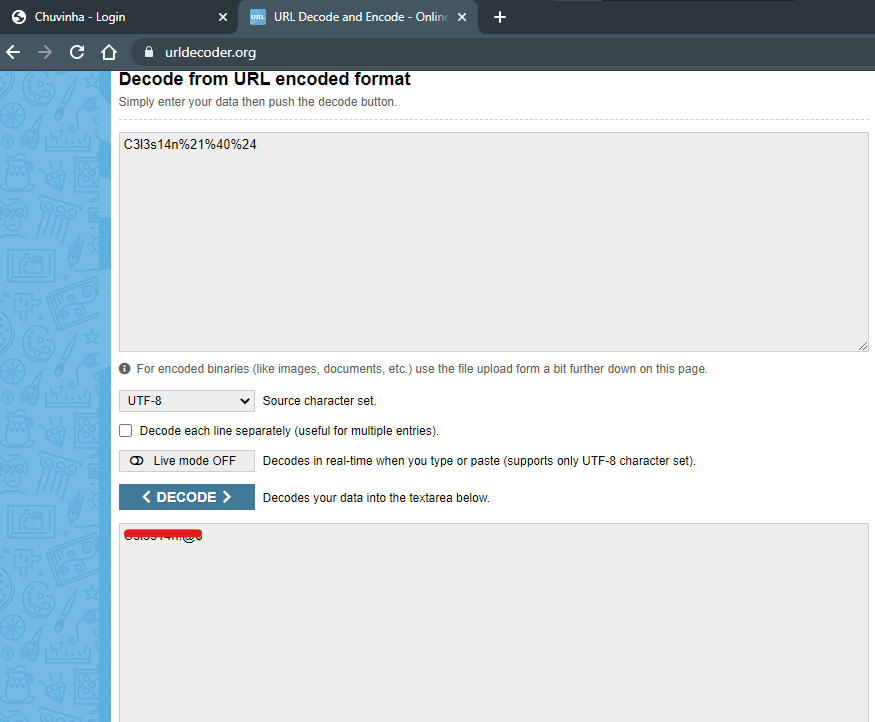 Chuvinha - Login
URL
URL Decode and Encode - Online
urldecoder.org
Decode from URL encoded format
Simply enter your data then push the decode button.
C3l3s14n%21%40%24
For encoded binaries (like images, documents, etc.) use the file upload form a bit further down on this page.
UTF-8 Source character set.
Decode each line separately (useful for multiple entries).
Live mode OFF Decodes in real-time when you type or paste (supports only UTF-8 character set).
DECODE Decodes your data into the textarea below.